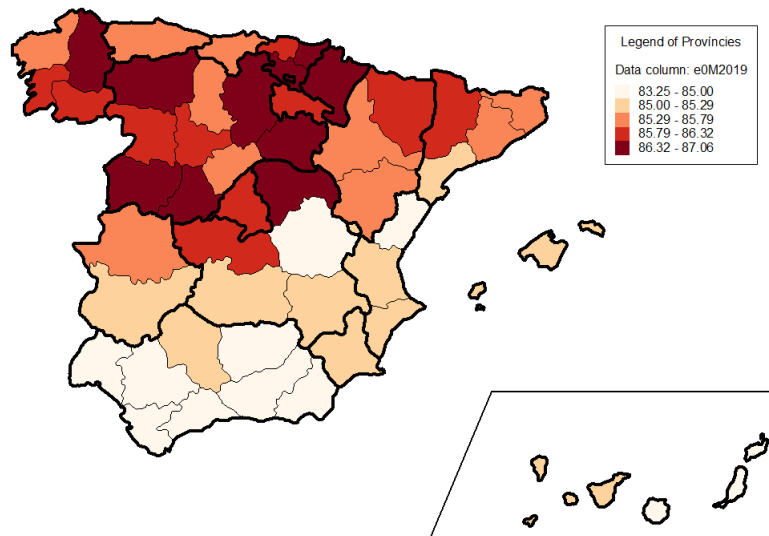 Legend of Províncies
Data column: e0M2019
83.25 - 85.00
85.00 - 85.29
85.29 - 85.79
85.79 - 86.32
86.32 - 87.06